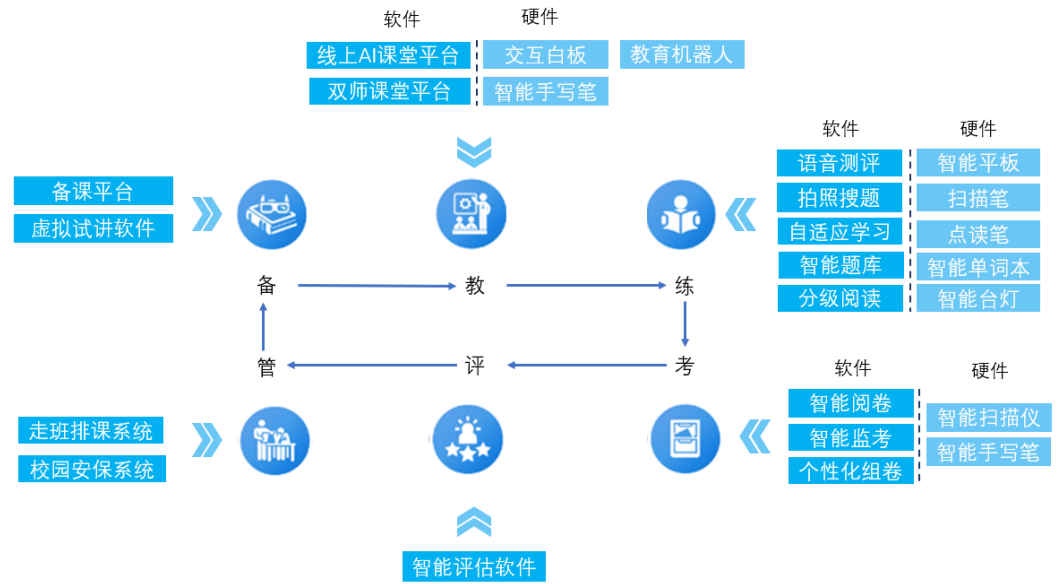 软件
硬件
线上AI课堂平台
交互白板
教育机器人
双师课堂平台
智能手写笔
备课平台
虚拟试讲软件
软件
硬件
语音测评
智能平板
拍照搜题
扫描笔
自适应学习
点读笔
智能题库
智能单词本
分级阅读
智能台灯
备
教
练
管
评
考
走班排课系统
校园安保系统
软件
硬件
智能阅卷
智能扫描仪
智能监考
智能手写笔
个性化组卷
智能评估软件